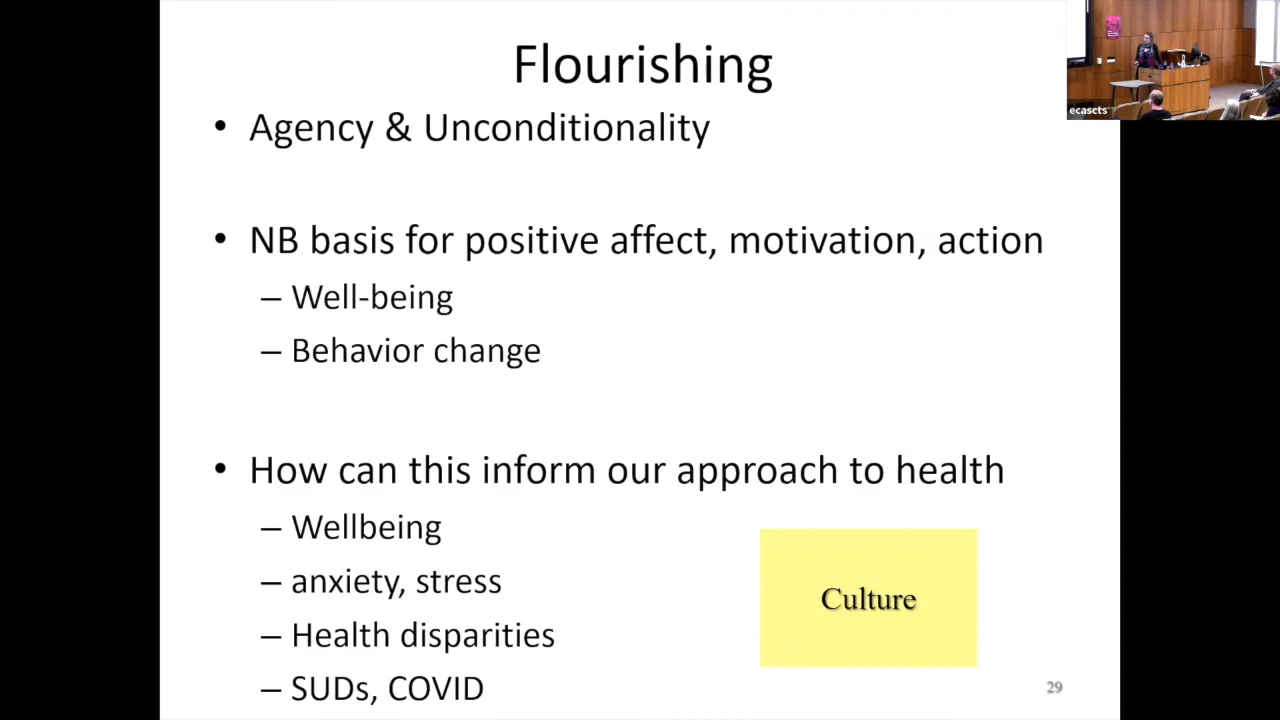 Flourishing
• Agency & Unconditionality
• NB basis for positive affect, motivation, action
– Well-being
– Behavior change
• How can this inform our approach to health
– Wellbeing
– anxiety, stress
– Health disparities
– SUDs, COVID
Culture
29
ecascts